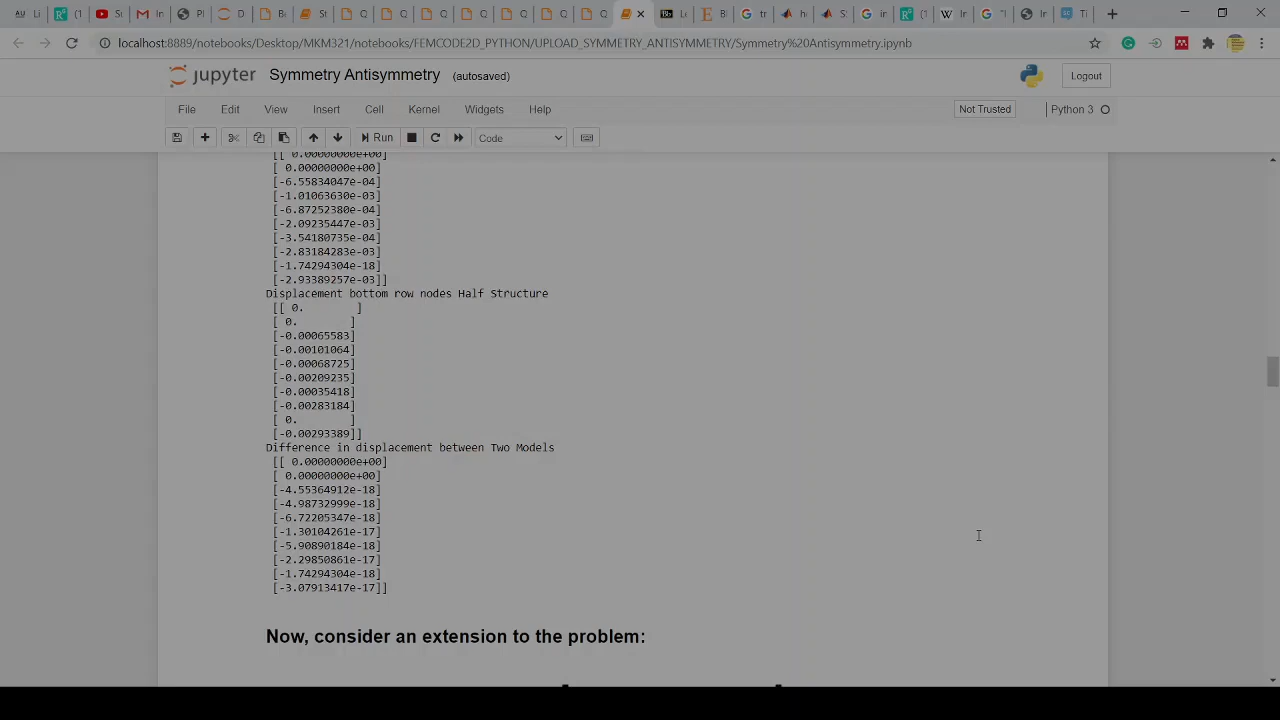 localhost:8889/notebooks/Desktop/MKM321/notebooks/FEMCODE2D_PYTHON/UPLOAD_SYMMETRY_ANTISYMMETRY/Symmetry%20Antisymmetry.ipynb
jupyter Symmetry Antisymmetry (autosaved)
Logout
File Edit View Insert Cell Kernel Widgets Help
Not Trusted
Python 3
Run
Code
[[ 0.00000000e+00]
[ 0.00000000e+00]
[-6.55834047e-04]
[-1.01063630e-03]
[-6.87252380e-04]
[-2.09235447e-03]
[-3.54180735e-04]
[-2.83184283e-03]
[-1.74294304e-18]
[-2.93389257e-03]]
Displacement bottom row nodes Half Structure
[[ 0. ]
[ 0. ]
[-0.00065583]
[-0.00101064]
[-0.00068725]
[-0.00209235]
[-0.00035418]
[-0.00283184]
[ 0. ]
[-0.00293389]]
Difference in displacement between Two Models
[[ 0.00000000e+00]
[ 0.00000000e+00]
[-4.55364912e-18]
[-4.98732999e-18]
[-6.72205347e-18]
[-1.30104261e-17]
[-5.90890184e-18]
[-2.29850861e-17]
[-1.74294304e-18]
[-3.07913417e-17]]
Now, consider an extension to the problem: